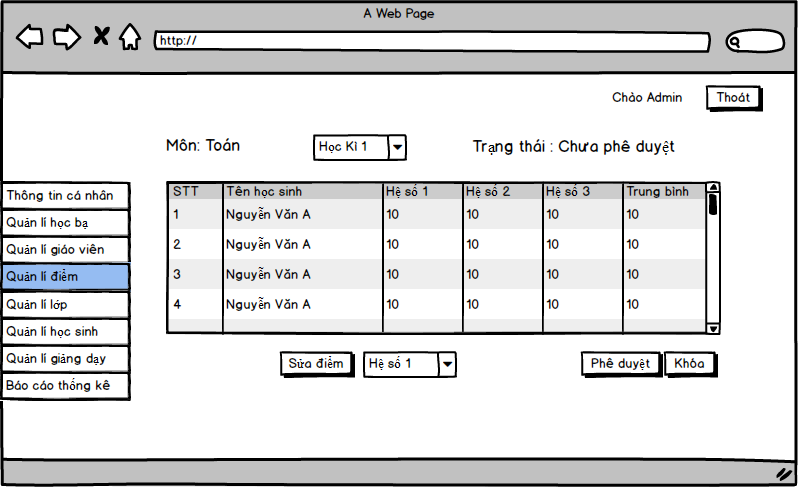 A Web Page
http://
Chào Admin
Thoát
Môn: Toán
Học Kì 1
Trạng thái : Chưa phê duyệt
Thông tin cá nhân
Quản lí học bạ
Quản lí giáo viên
Quản lí điểm
Quản lí lớp
Quản lí học sinh
Quản lí giảng dạy
Báo cáo thống kê
STT Tên học sinh Hệ số 1 Hệ số 2 Hệ số 3 Trung bình
1 Nguyễn Văn A 10 10 10 10
2 Nguyễn Văn A 10 10 10 10
3 Nguyễn Văn A 10 10 10 10
4 Nguyễn Văn A 10 10 10 10
Sửa điểm
Hệ số 1
Phê duyệt
Khóa